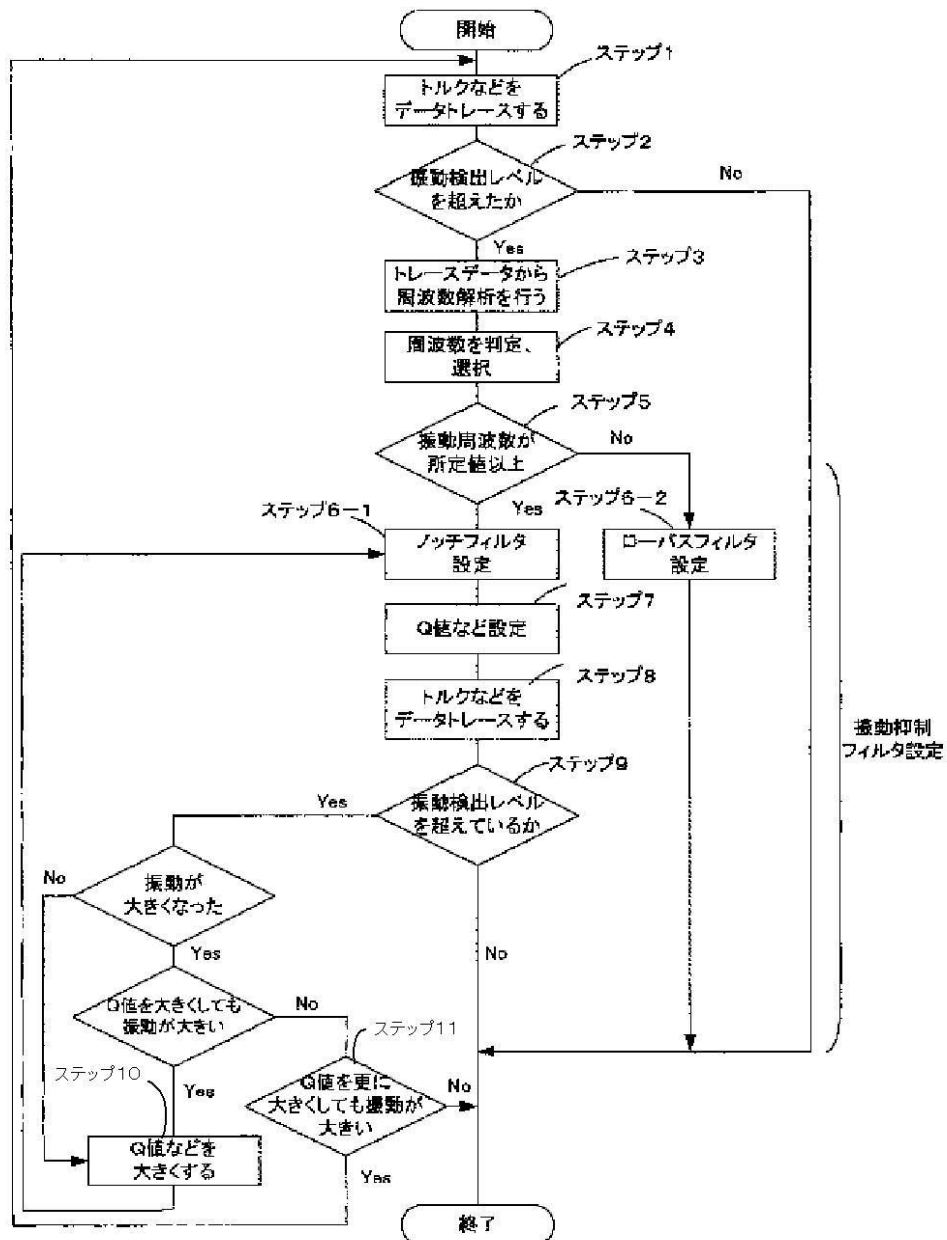 開始
ステップ1
トルクなどを
データトレースする
ステップ2
振動検出レベル
を超えたか
No
Yes
ステップ3
トレースデータから
周波数解析を行う
ステップ4
周波数を判定、
選択
ステップ5
振動周波数が
所定値以上
No
Yes
ステップ6－1
ノッチフィルタ
設定
ステップ6－2
ローパスフィルタ
設定
ステップ7
Q値など設定
ステップ8
トルクなどを
データトレースする
振動抑制
フィルタ設定
ステップ9
振動検出レベル
を超えているか
Yes
No
振動が
大きくなった
No
Yes
Q値を大きくしても
振動が大きい
No
Yes
ステップ11
Q値を更に
大きくしても振動が
大きい
No
Yes
ステップ10
Q値などを
大きくする
終了